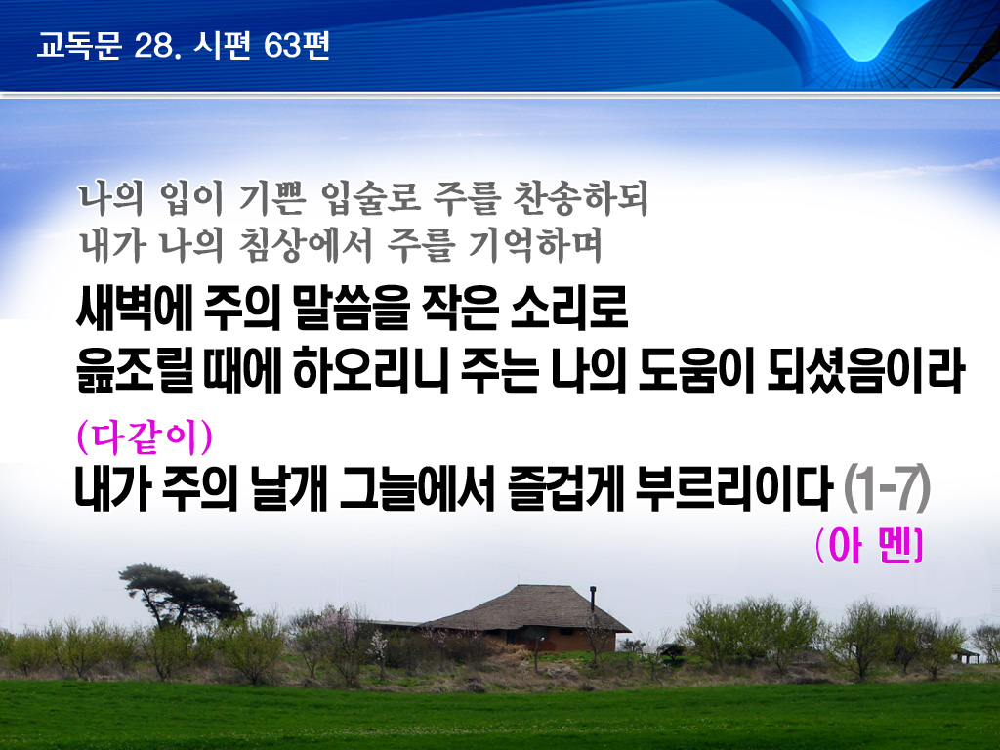 교독문 28. 시편 63편
나의 입이 기쁜 입술로 주를 찬송하되
내가 나의 침상에서 주를 기억하며
새벽에 주의 말씀을 작은 소리로
읊조릴 때에 하오리니 주는 나의 도움이 되셨음이라
(다같이)
내가 주의 날개 그늘에서 즐겁게 부르리이다 (1-7)
(아 멘)